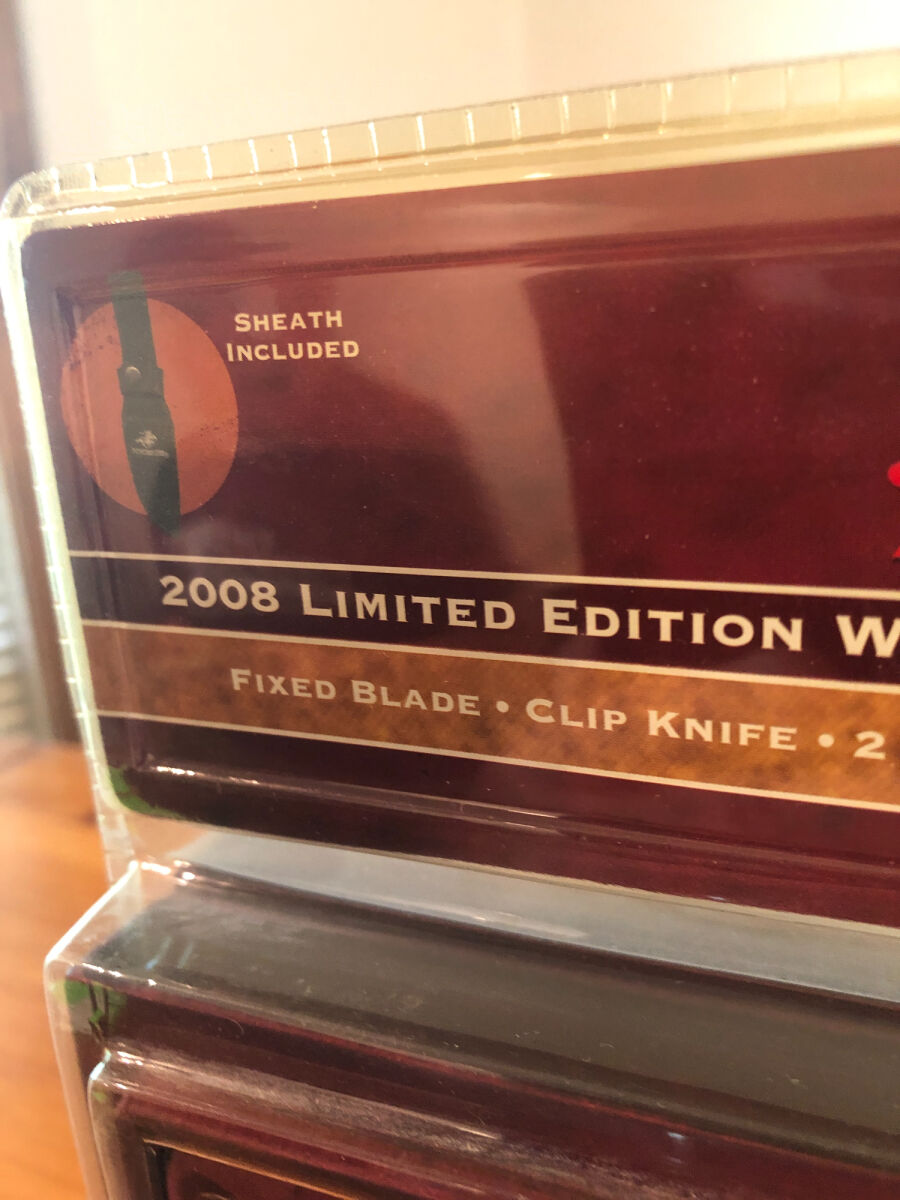 SHEATH
INCLUDED
2008 LIMITED EDITION W
FIXED BLADE • CLIP KNIFE • 2